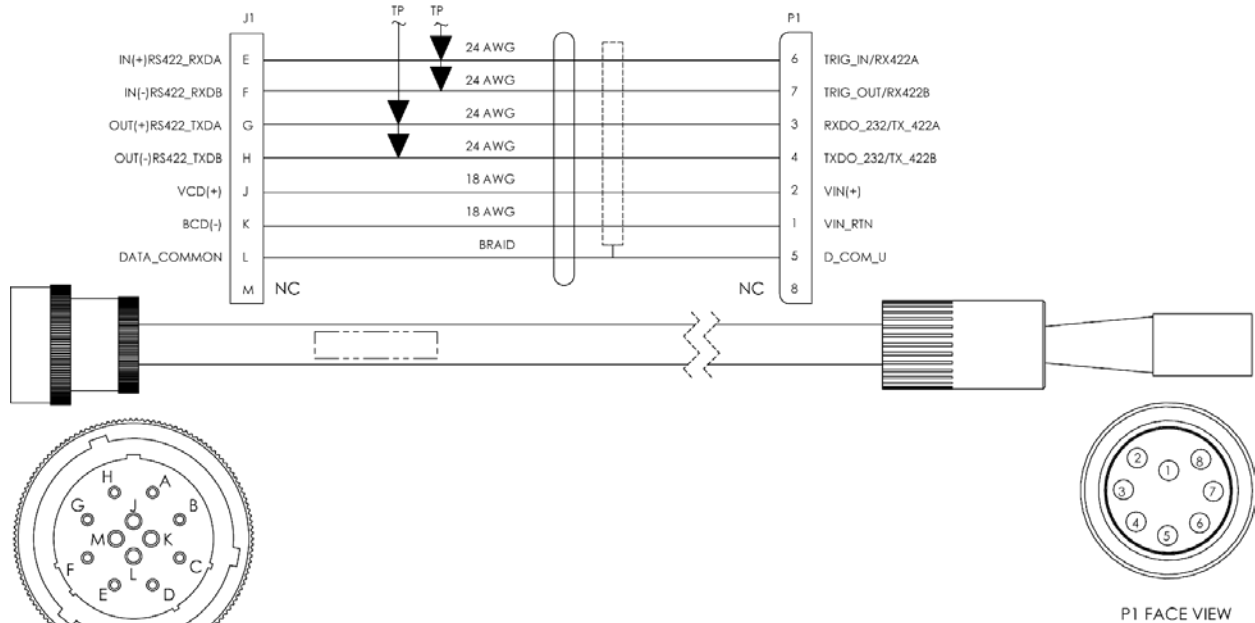 TP TP
J1 P1
IN(+)RS422_RXDA E 24 AWG 6 TRIG_IN/RX422A
IN(-)RS422_RXDB F 24 AWG 7 TRIG_OUT/RX422B
OUT(+)RS422_TXDA G 24 AWG 3 RXDO_232/TX_422A
OUT(-)RS422_TXDB H 24 AWG 4 TXDO_232/TX_422B
VCD(+) J 18 AWG 2 VIN(+)
BCD(-) K 18 AWG 1 VIN_RTN
DATA_COMMON L BRAID 5 D_COM_U
M NC NC 8
H A
G J B
M K
F L C
E D
2 1 8
3 7
4 5 6
P1 FACE VIEW